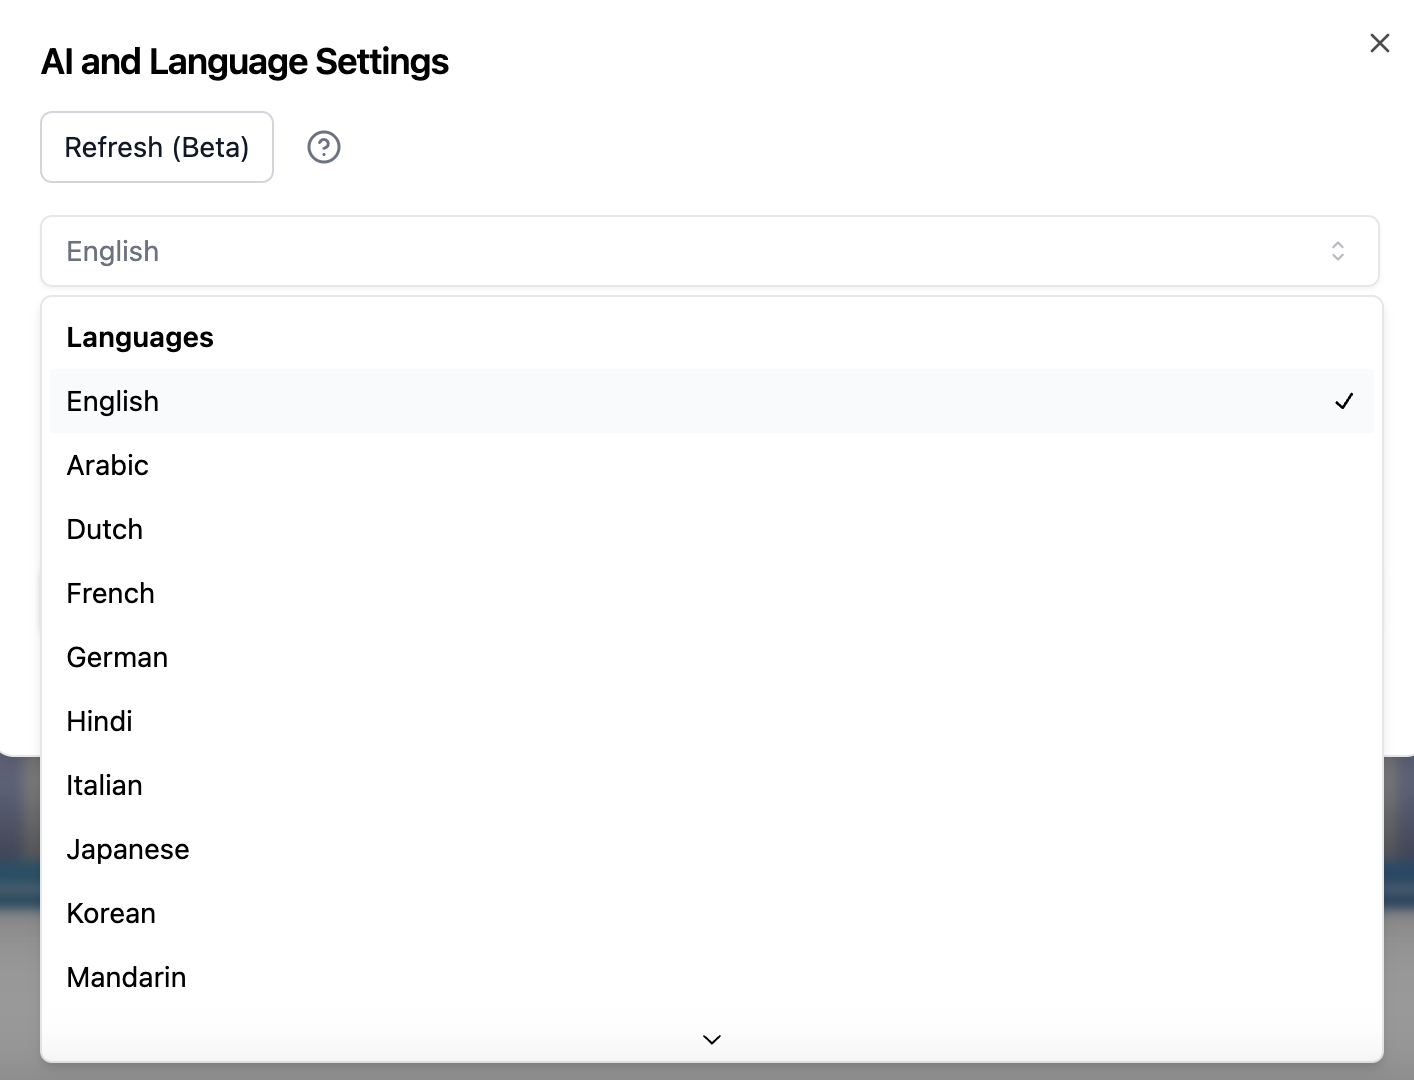 AI and Language Settings
Refresh (Beta)
English
Languages
English
Arabic
Dutch
French
German
Hindi
Italian
Japanese
Korean
Mandarin